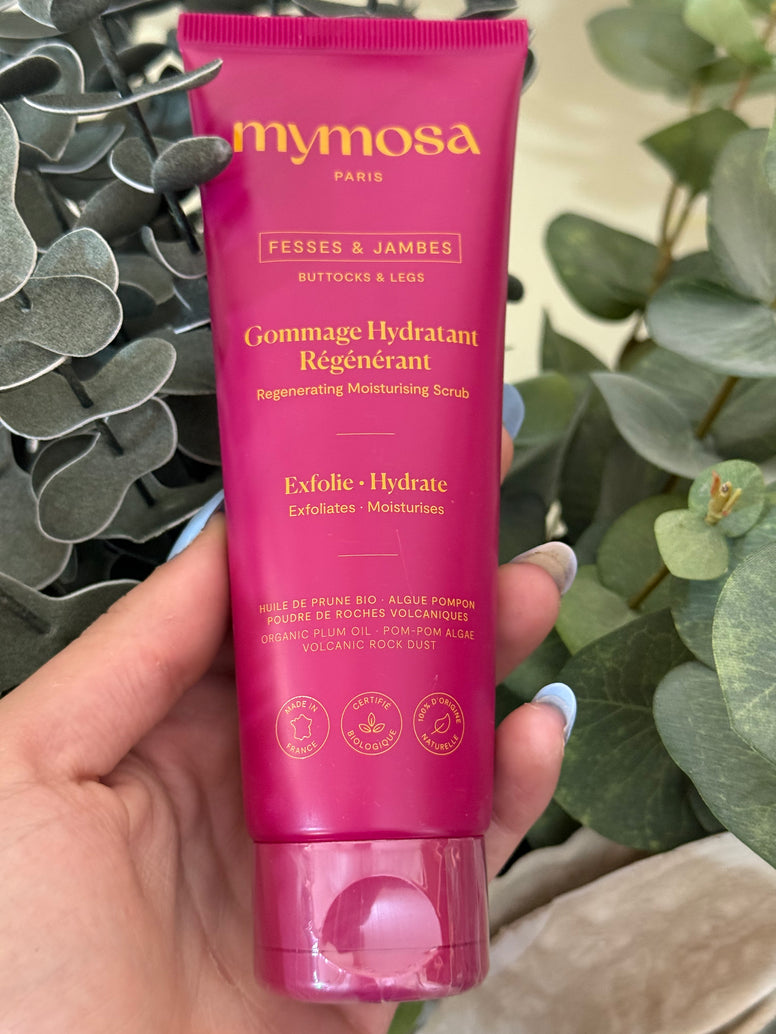 mymosa
PARIS
FESSES & JAMBES
BUTTOCKS & LEGS
Gommage Hydratant
Régénérant
Regenerating Moisturising Scrub
Exfolie • Hydrate
Exfoliates · Moisturises
HUILE DE PRUNE BIO · ALGUE POMPON
POUDRE DE ROCHES VOLCANIQUES
ORGANIC PLUM OIL · POM-POM ALGAE
VOLCANIC ROCK DUST
MADE IN
FRANCE
CERTIFIÉ
BIOLOGIQUE
100% D'ORIGINE
NATURELLE